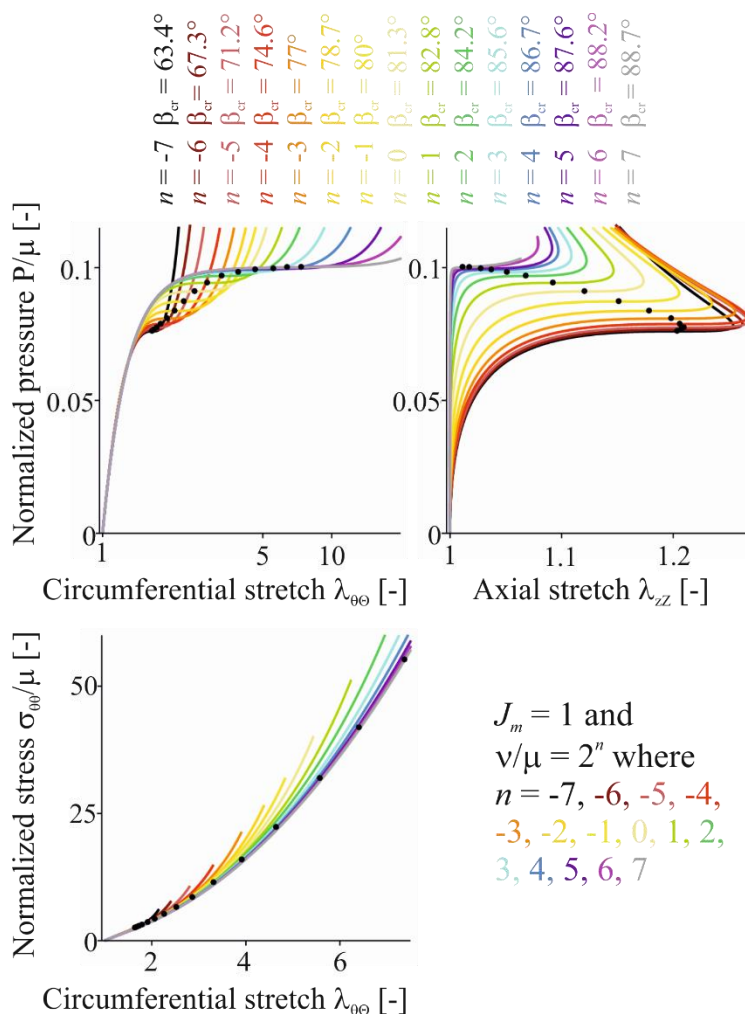 n = -7 β_cr = 63.4°
n = -6 β_cr = 67.3°
n = -5 β_cr = 71.2°
n = -4 β_cr = 74.6°
n = -3 β_cr = 77°
n = -2 β_cr = 78.7°
n = -1 β_cr = 80°
n = 0 β_cr = 81.3°
n = 1 β_cr = 82.8°
n = 2 β_cr = 84.2°
n = 3 β_cr = 85.6°
n = 4 β_cr = 86.7°
n = 5 β_cr = 87.6°
n = 6 β_cr = 88.2°
n = 7 β_cr = 88.7°
Normalized pressure P/μ [-]
0.1
0.05
0
1 5 10
Circumferential stretch λ_θΘ [-]
0.1
0.05
0
1 1.1 1.2
Axial stretch λ_zZ [-]
Normalized stress σ_θθ/μ [-]
50
25
0
2 4 6
Circumferential stretch λ_θΘ [-]
J_m = 1 and
ν/μ = 2ⁿ where
n = -7, -6, -5, -4,
-3, -2, -1, 0, 1, 2,
3, 4, 5, 6, 7